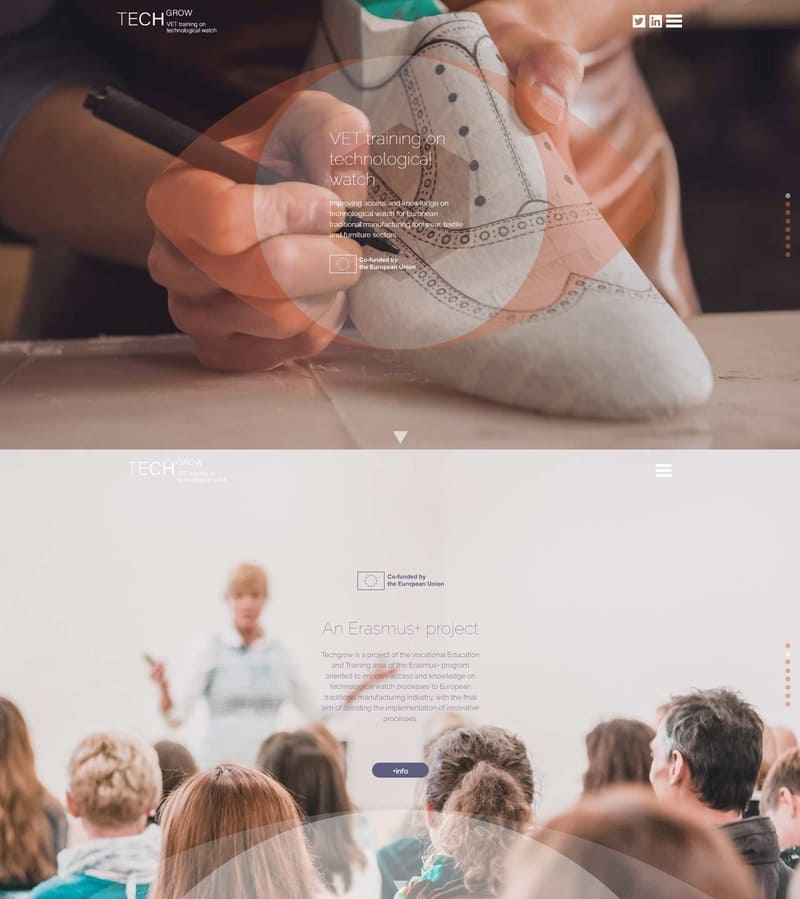 TECH GROW
VET training on
technological watch
VET training on
technological
watch
Improving access and knowledge on
technological watch for European
traditional manufacturing footwear, textile
and furniture sectors
Co-funded by
the European Union
TECH GROW
VET training on
technological watch
Co-funded by
the European Union
An Erasmus+ project
Techgrow is a project of the Vocational Education
and Training area of the Erasmus+ program
oriented to improve access and knowledge on
technological watch processes to European
traditional manufacturing industry, with the final
aim of boosting the implementation of innovative
processes
+info